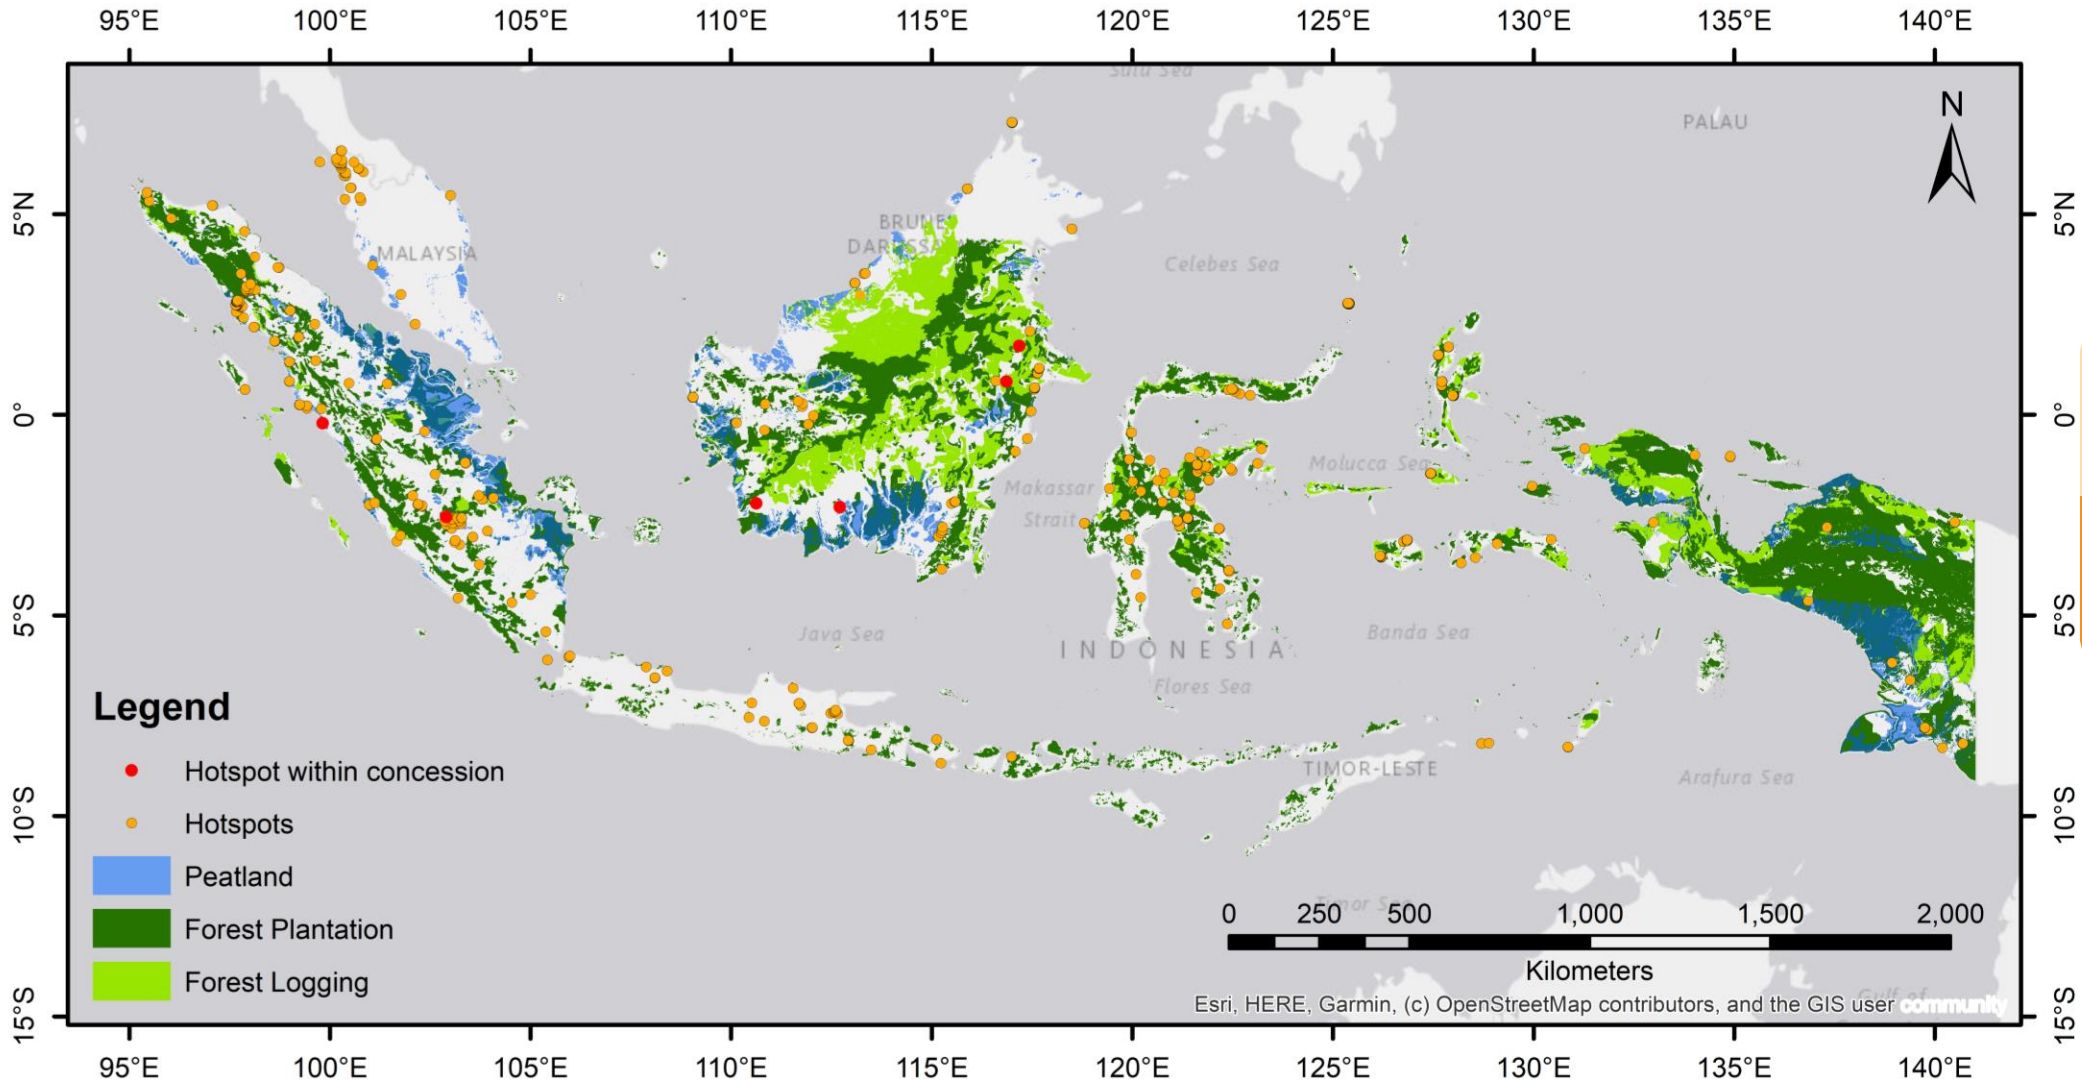 95°E 100°E 105°E 110°E 115°E 120°E 125°E 130°E 135°E 140°E
Sulu Sea
N
PALAU
5°N
5°N
BRUNEI
DARUSSALAM
MALAYSIA
Celebes Sea
0°
0°
Molucca Sea
Makassar
Strait
5°S
5°S
Java Sea
Banda Sea
INDONESIA
Flores Sea
Legend
Hotspot within concession
Hotspots
Peatland
Forest Plantation
Forest Logging
TIMOR-LESTE
Arafura Sea
10°S
10°S
Timor Sea
0 250 500 1,000 1,500 2,000
Kilometers
Gulf of
Esri, HERE, Garmin, (c) OpenStreetMap contributors, and the GIS user community
15°S
15°S
95°E 100°E 105°E 110°E 115°E 120°E 125°E 130°E 135°E 140°E